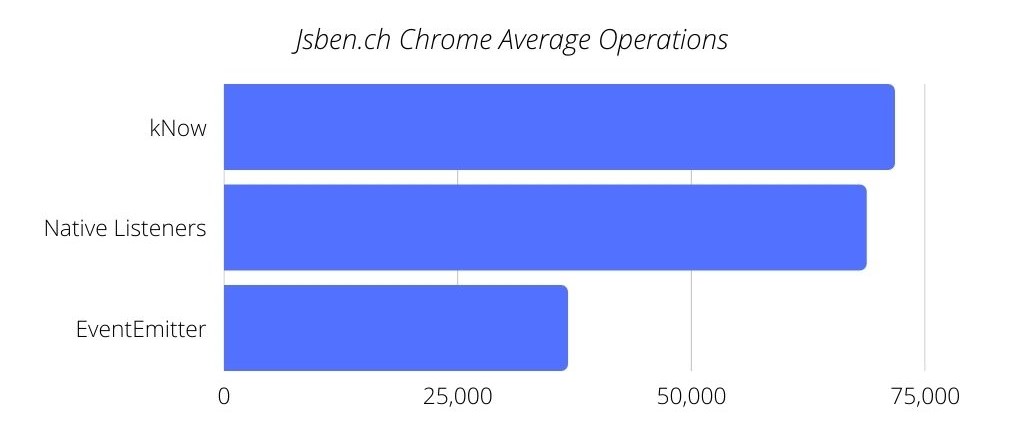 Jsben.ch Chrome Average Operations
kNow
Native Listeners
EventEmitter
0 25,000 50,000 75,000